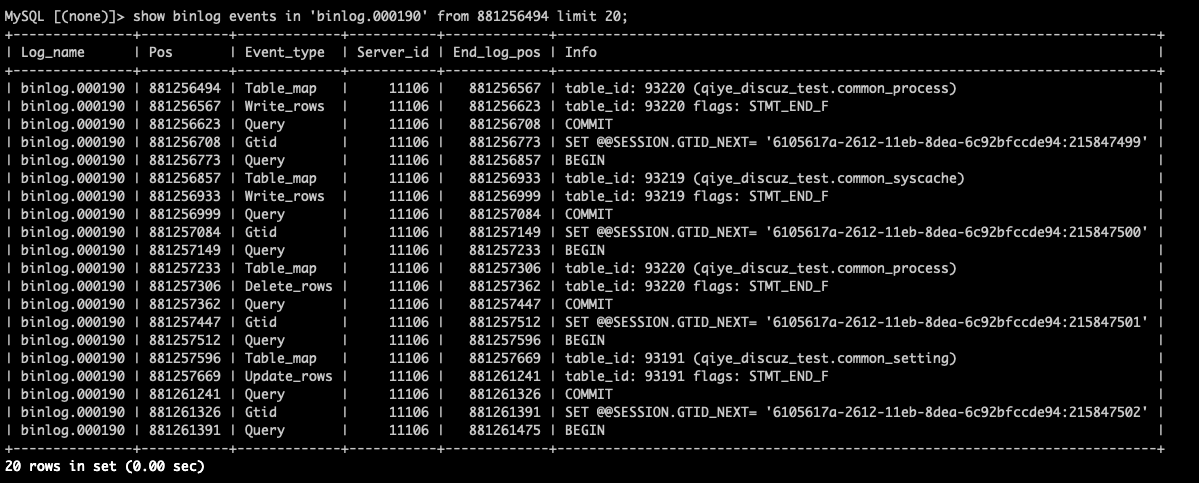 MySQL [(none)]> show binlog events in 'binlog.000190' from 881256494 limit 20;
+---------------+-----------+-------------+-----------+-------------+--------------------------------------------------------------------------+
| Log_name | Pos | Event_type | Server_id | End_log_pos | Info |
+---------------+-----------+-------------+-----------+-------------+--------------------------------------------------------------------------+
| binlog.000190 | 881256494 | Table_map | 11106 | 881256567 | table_id: 93220 (qiye_discuz_test.common_process) |
| binlog.000190 | 881256567 | Write_rows | 11106 | 881256623 | table_id: 93220 flags: STMT_END_F |
| binlog.000190 | 881256623 | Query | 11106 | 881256708 | COMMIT |
| binlog.000190 | 881256708 | Gtid | 11106 | 881256773 | SET @@SESSION.GTID_NEXT= '6105617a-2612-11eb-8dea-6c92bfccde94:215847499' |
| binlog.000190 | 881256773 | Query | 11106 | 881256857 | BEGIN |
| binlog.000190 | 881256857 | Table_map | 11106 | 881256933 | table_id: 93219 (qiye_discuz_test.common_syscache) |
| binlog.000190 | 881256933 | Write_rows | 11106 | 881256999 | table_id: 93219 flags: STMT_END_F |
| binlog.000190 | 881256999 | Query | 11106 | 881257084 | COMMIT |
| binlog.000190 | 881257084 | Gtid | 11106 | 881257149 | SET @@SESSION.GTID_NEXT= '6105617a-2612-11eb-8dea-6c92bfccde94:215847500' |
| binlog.000190 | 881257149 | Query | 11106 | 881257233 | BEGIN |
| binlog.000190 | 881257233 | Table_map | 11106 | 881257306 | table_id: 93220 (qiye_discuz_test.common_process) |
| binlog.000190 | 881257306 | Delete_rows | 11106 | 881257362 | table_id: 93220 flags: STMT_END_F |
| binlog.000190 | 881257362 | Query | 11106 | 881257447 | COMMIT |
| binlog.000190 | 881257447 | Gtid | 11106 | 881257512 | SET @@SESSION.GTID_NEXT= '6105617a-2612-11eb-8dea-6c92bfccde94:215847501' |
| binlog.000190 | 881257512 | Query | 11106 | 881257596 | BEGIN |
| binlog.000190 | 881257596 | Table_map | 11106 | 881257669 | table_id: 93191 (qiye_discuz_test.common_setting) |
| binlog.000190 | 881257669 | Update_rows | 11106 | 881261241 | table_id: 93191 flags: STMT_END_F |
| binlog.000190 | 881261241 | Query | 11106 | 881261326 | COMMIT |
| binlog.000190 | 881261326 | Gtid | 11106 | 881261391 | SET @@SESSION.GTID_NEXT= '6105617a-2612-11eb-8dea-6c92bfccde94:215847502' |
| binlog.000190 | 881261391 | Query | 11106 | 881261475 | BEGIN |
+---------------+-----------+-------------+-----------+-------------+--------------------------------------------------------------------------+
20 rows in set (0.00 sec)